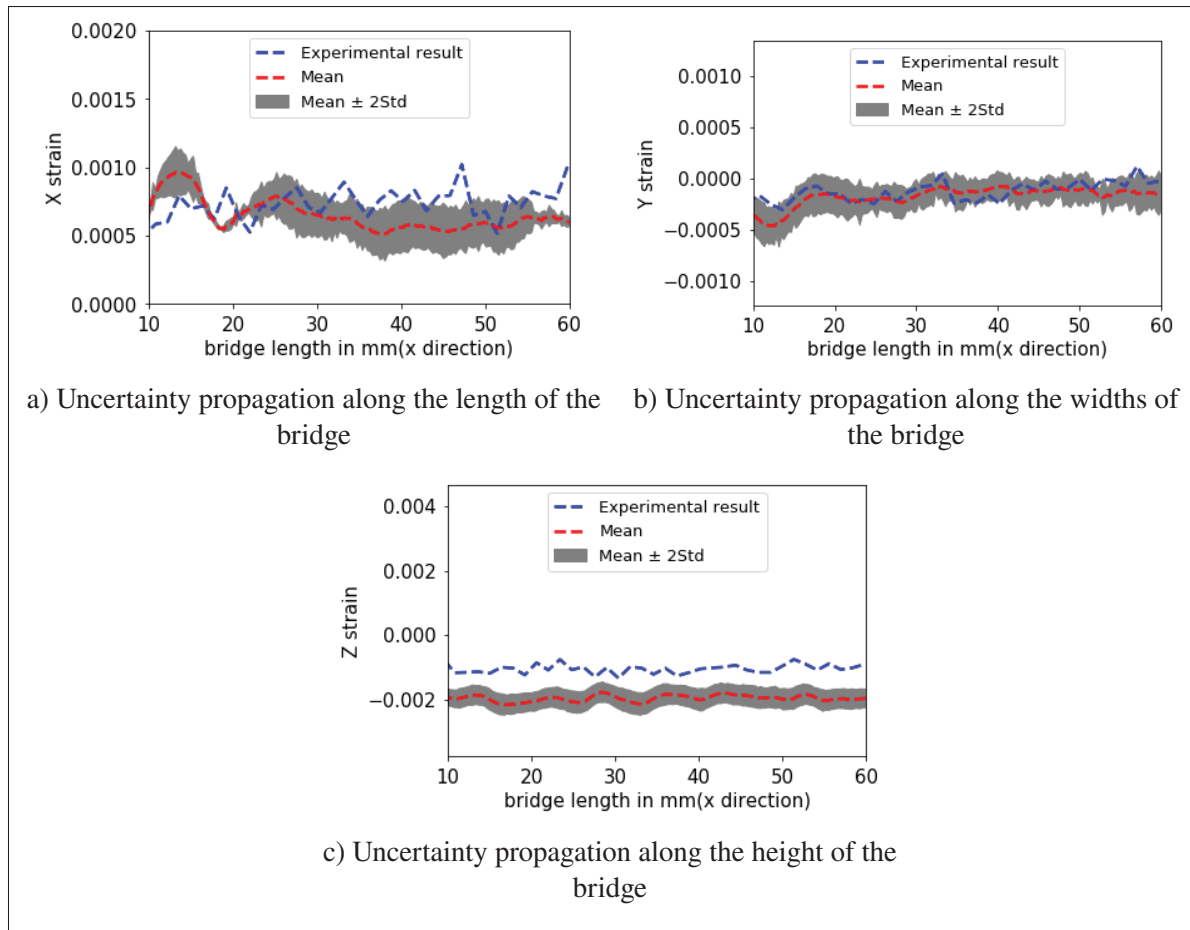 0.0020
0.0015
0.0010
0.0005
0.0000
X strain
Experimental result
Mean
Mean ± 2Std
10 20 30 40 50 60
bridge length in mm(x direction)
a) Uncertainty propagation along the length of the
bridge
0.0010
0.0005
0.0000
−0.0005
−0.0010
Y strain
Experimental result
Mean
Mean ± 2Std
10 20 30 40 50 60
bridge length in mm(x direction)
b) Uncertainty propagation along the widths of
the bridge
0.004
0.002
0.000
−0.002
Z strain
Experimental result
Mean
Mean ± 2Std
10 20 30 40 50 60
bridge length in mm(x direction)
c) Uncertainty propagation along the height of the
bridge